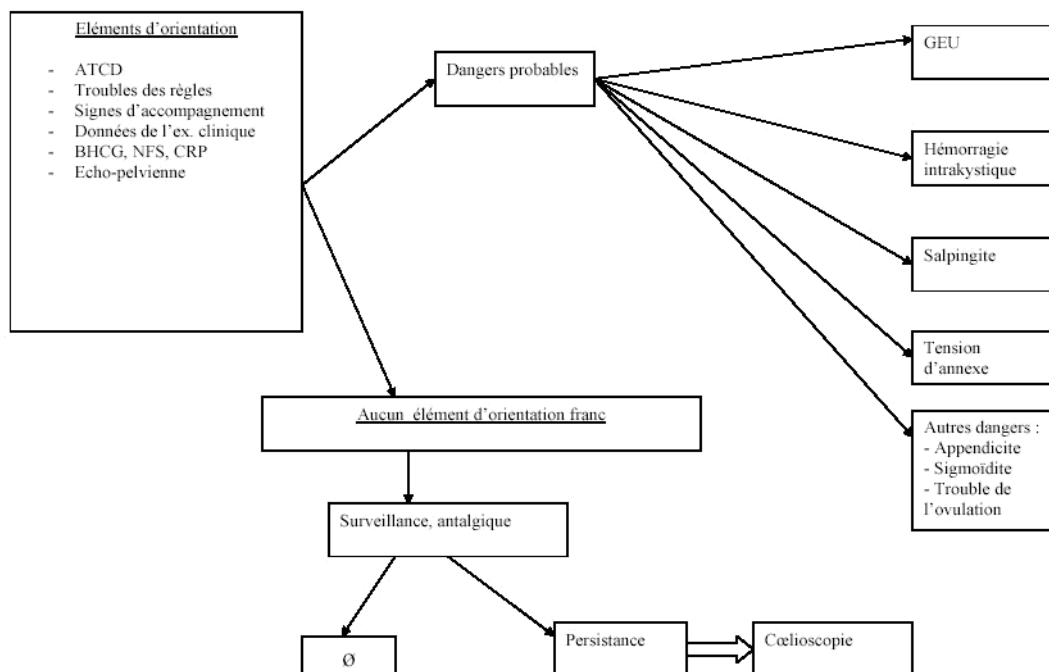 Eléments d'orientation
- ATCD
- Troubles des règles
- Signes d'accompagnement
- Données de l'ex. clinique
- BHCG, NFS, CRP
- Echo-pelvienne
Dangers probables
GEU
Hémorragie
intrakystique
Salpingite
Tension
d'annexe
Autres dangers :
- Appendicite
- Sigmoïdite
- Trouble de
l'ovulation
Aucun élément d'orientation franc
Surveillance, antalgique
Ø
Persistance
Cœlioscopie